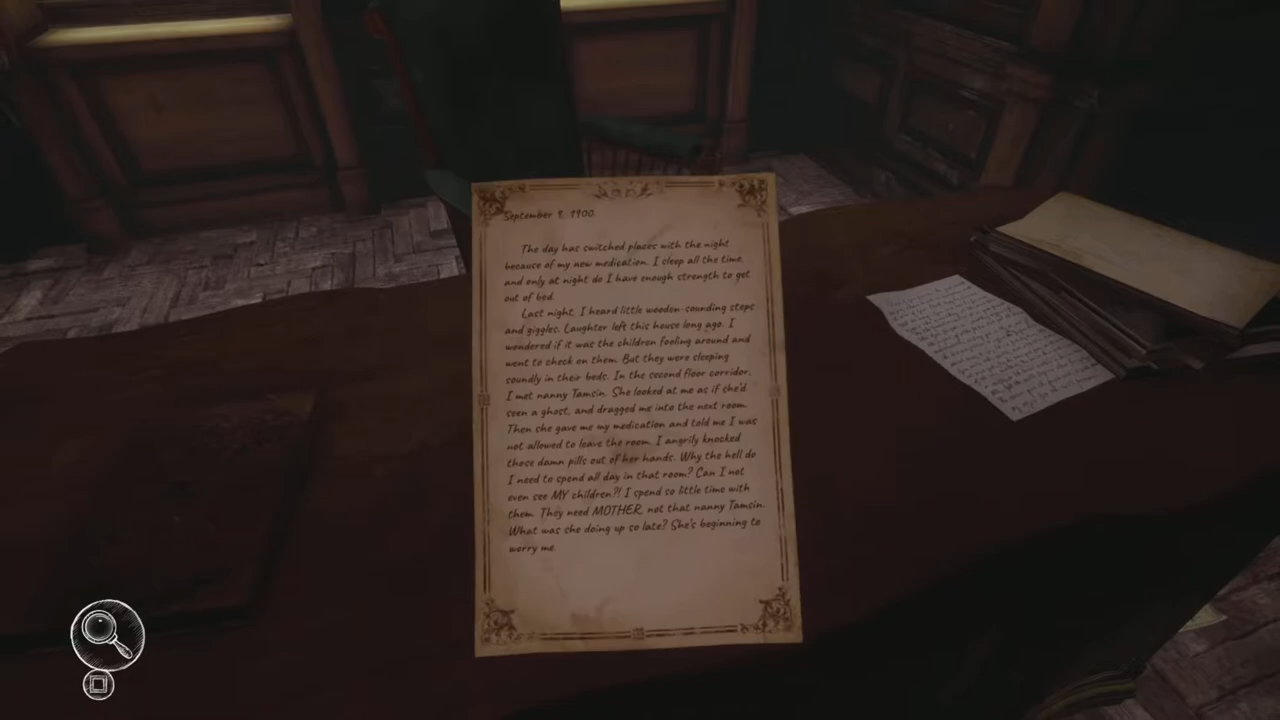 September 9, 1900.
The day has switched places with the night
because of my new medication. I sleep all the time,
and only at night do I have enough strength to get
out of bed.
Last night, I heard little wooden-sounding steps
and giggles. Laughter left this house long ago. I
wondered if it was the children fooling around and
went to check on them. But they were sleeping
soundly in their beds. In the second floor corridor,
I met nanny Tamsin. She looked at me as if she'd
seen a ghost, and dragged me into the next room.
Then she gave me my medication and told me I was
not allowed to leave the room. I angrily knocked
those damn pills out of her hands. Why the hell do
I need to spend all day in that room? Can I not
even see MY children?! I spend so little time with
them. They need MOTHER, not that nanny Tamsin.
What was she doing up so late? She's beginning to
worry me.